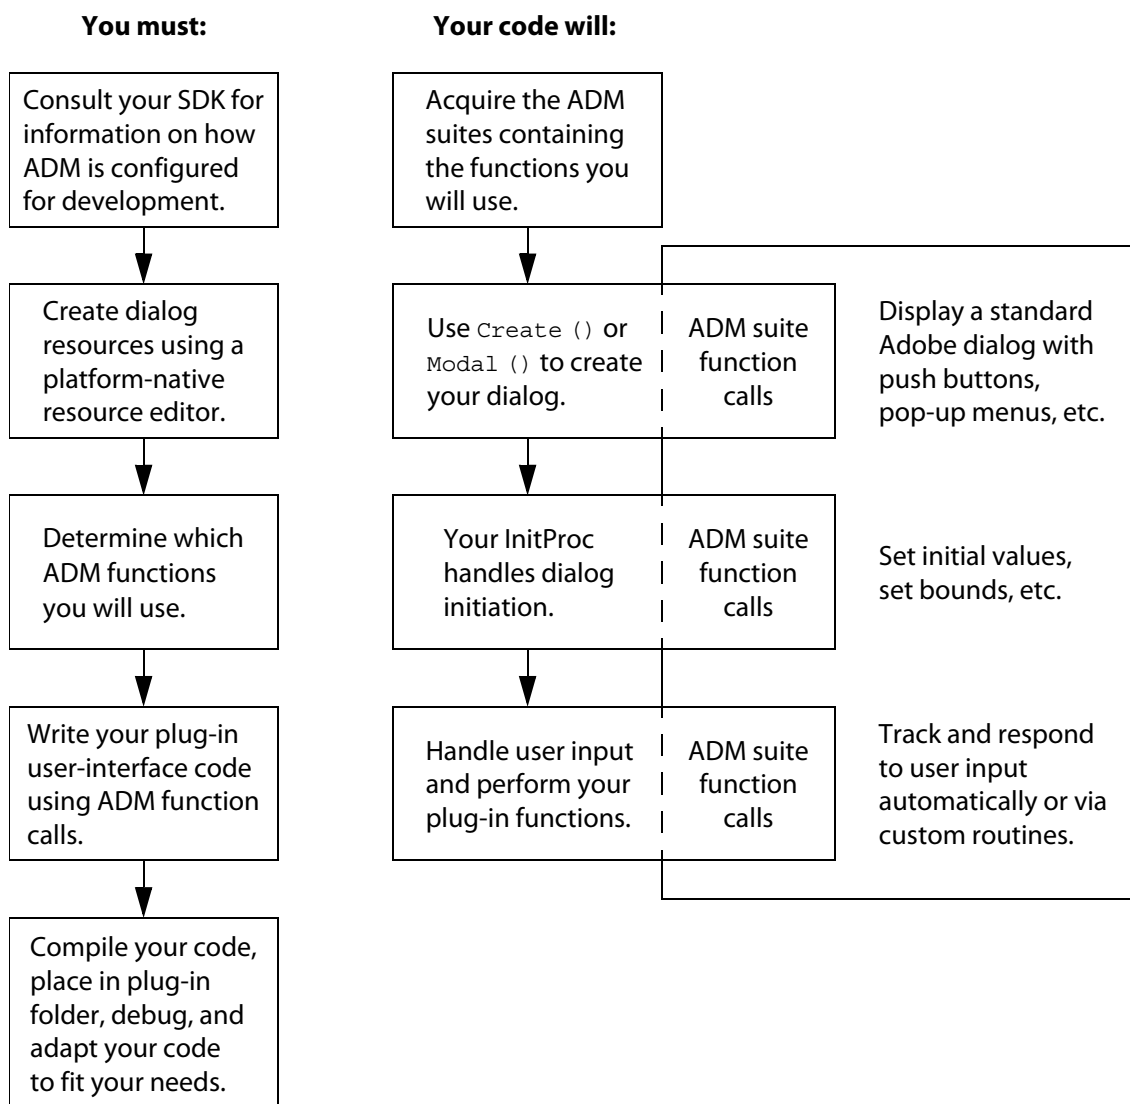 You must:
Consult your SDK for
information on how
ADM is configured
for development.
Create dialog
resources using a
platform-native
resource editor.
Determine which
ADM functions
you will use.
Write your plug-in
user-interface code
using ADM function
calls.
Compile your code,
place in plug-in
folder, debug, and
adapt your code
to fit your needs.
Your code will:
Acquire the ADM
suites containing
the functions you
will use.
Use Create () or
Modal () to create
your dialog.
ADM suite
function
calls
Display a standard
Adobe dialog with
push buttons,
pop-up menus, etc.
Your InitProc
handles dialog
initiation.
ADM suite
function
calls
Set initial values,
set bounds, etc.
Handle user input
and perform your
plug-in functions.
ADM suite
function
calls
Track and respond
to user input
automatically or via
custom routines.